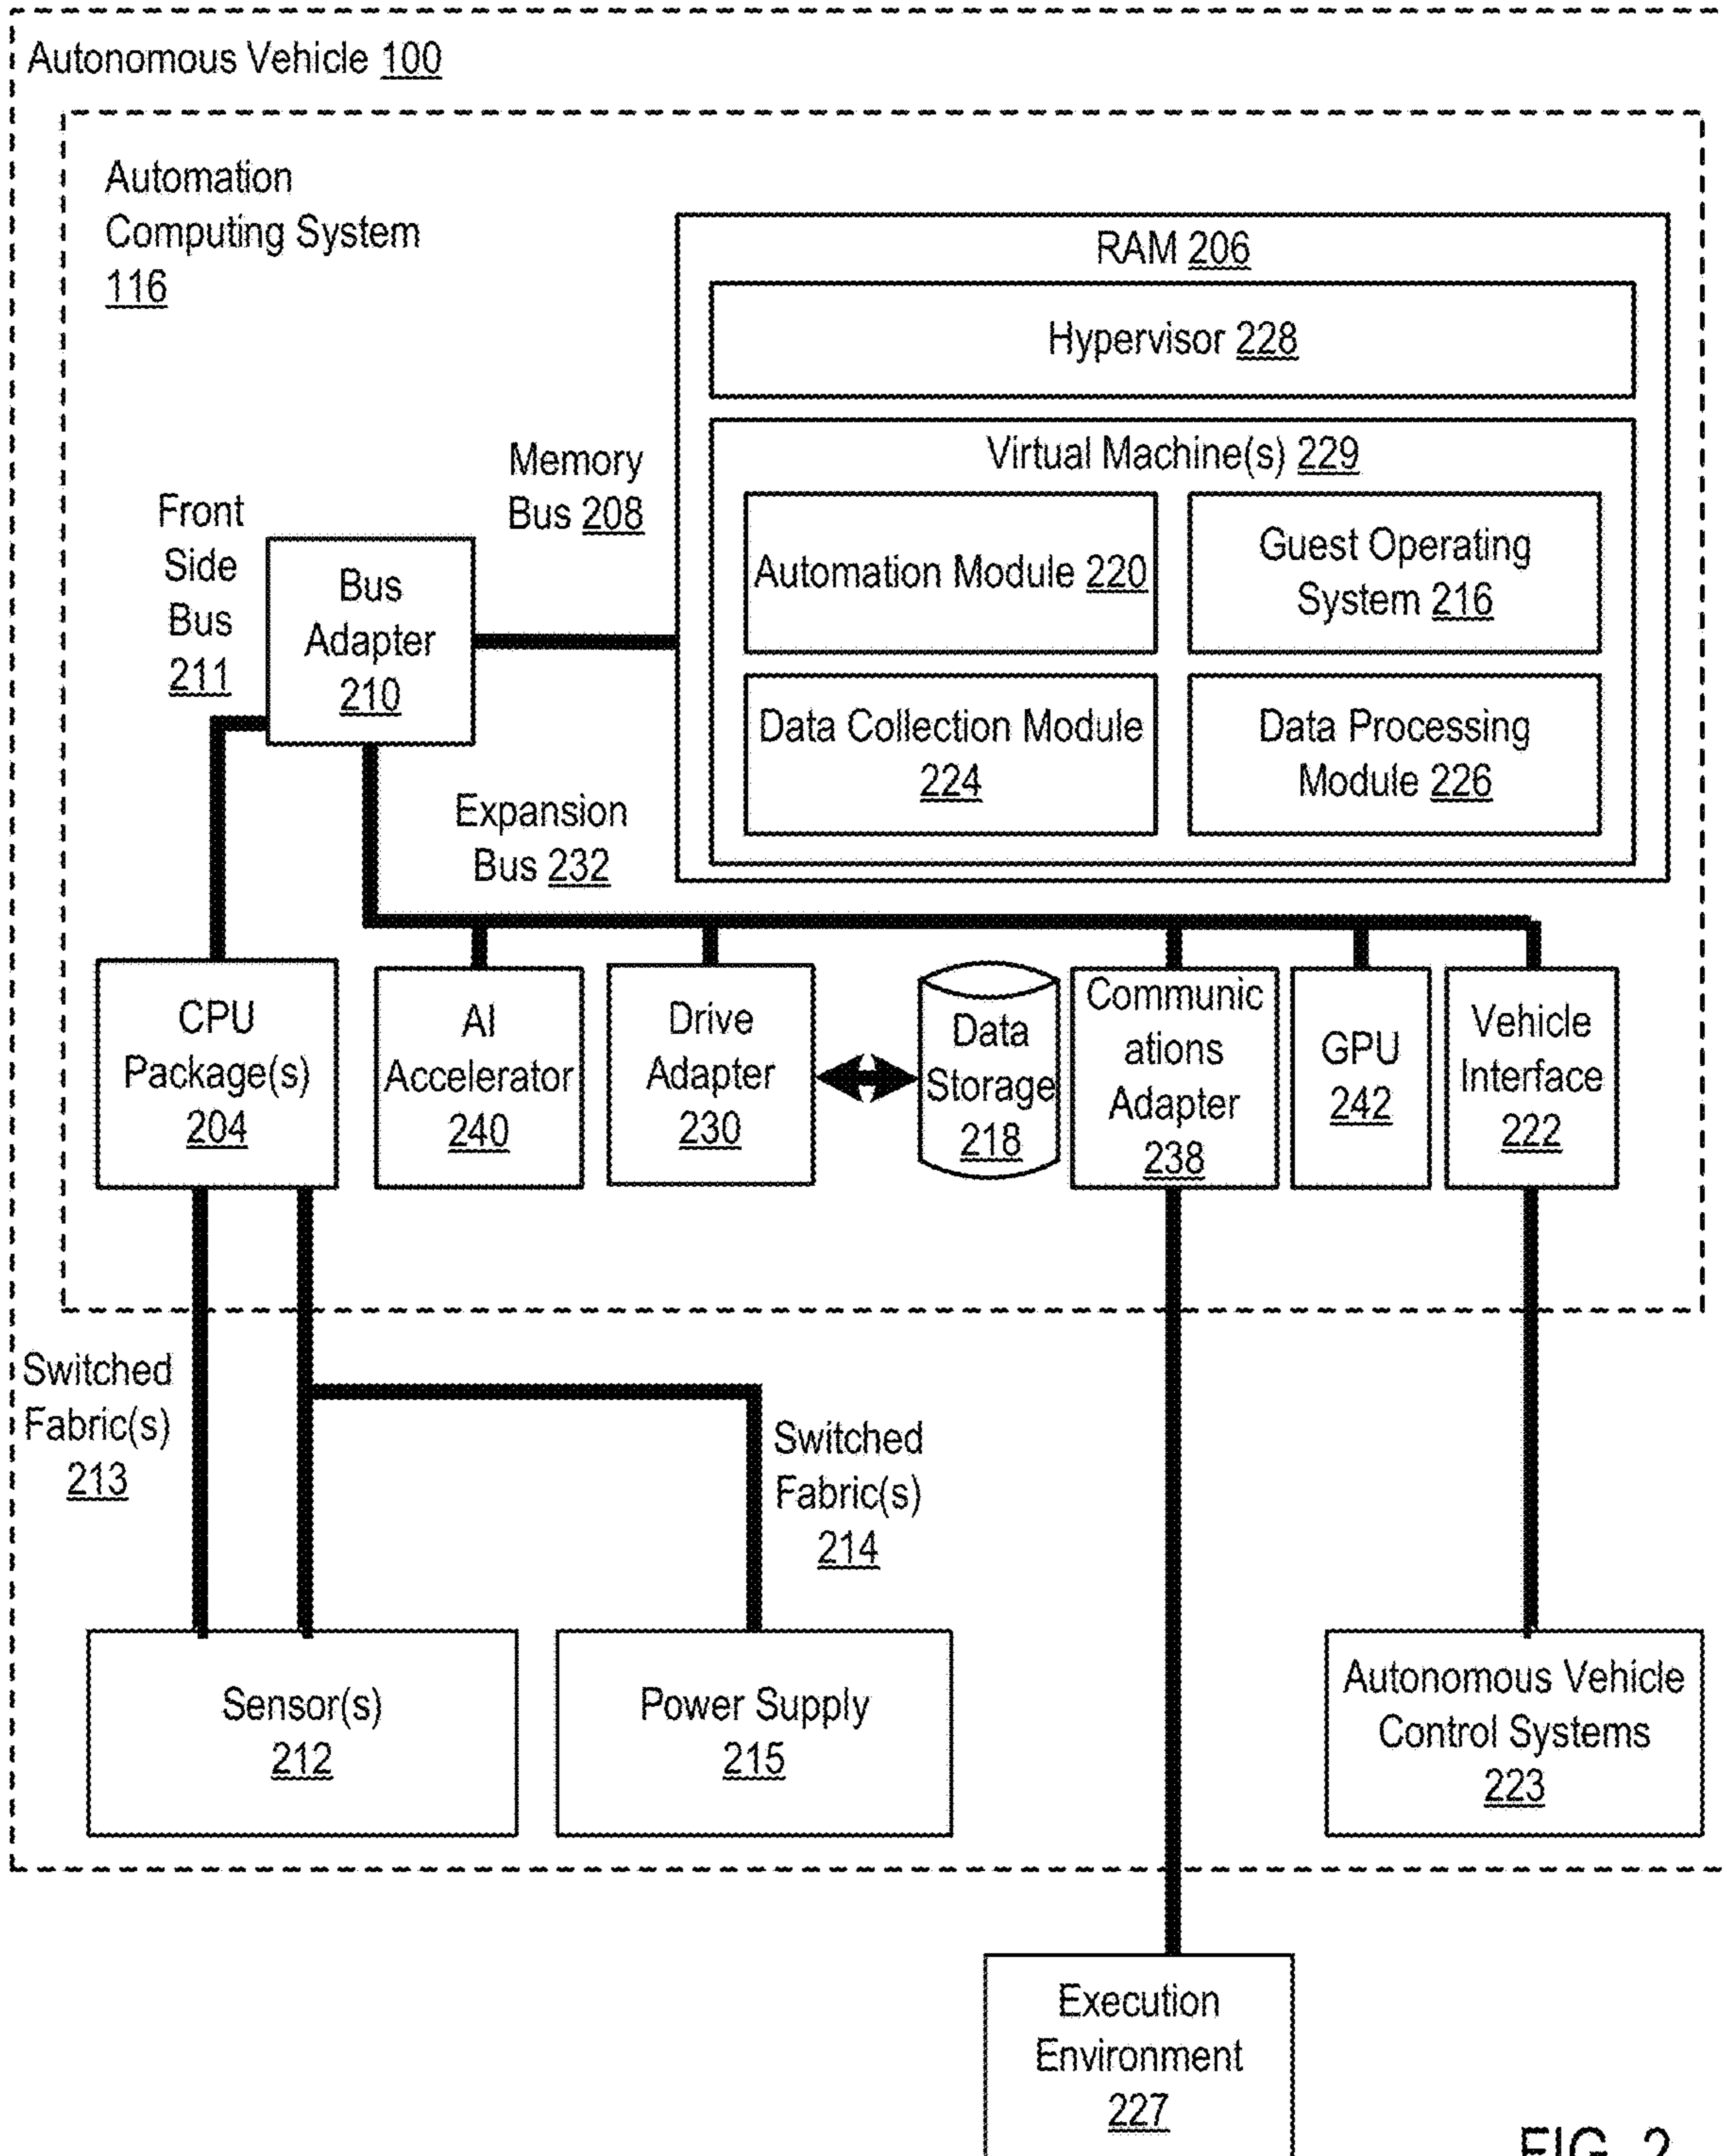 Autonomous Vehicle 100
Automation
Computing System
116
RAM 206
Hypervisor 228
Virtual Machine(s) 229
Automation Module 220
Guest Operating
System 216
Data Collection Module
224
Data Processing
Module 226
Memory
Bus 208
Front
Side
Bus
211
Bus
Adapter
210
Expansion
Bus 232
CPU
Package(s)
204
AI
Accelerator
240
Drive
Adapter
230
Data
Storage
218
Communic
ations
Adapter
238
GPU
242
Vehicle
Interface
222
Switched
Fabric(s)
213
Switched
Fabric(s)
214
Sensor(s)
212
Power Supply
215
Autonomous Vehicle
Control Systems
223
Execution
Environment
227
FIG. 2